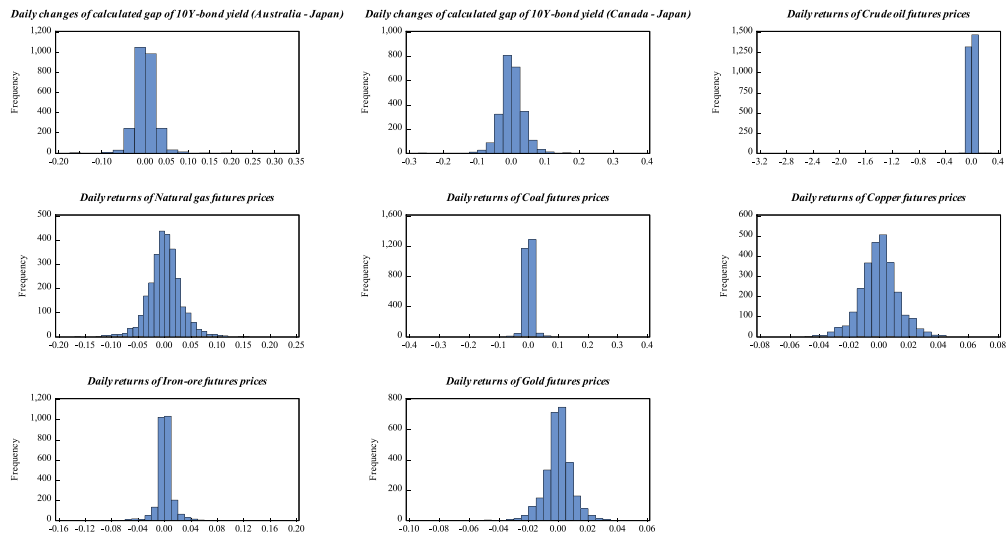 Daily changes of calculated gap of 10Y-bond yield (Australia - Japan)
Frequency
1,200
1,000
800
600
400
200
0
-0.20 -0.10 0.00 0.05 0.10 0.15 0.20 0.25 0.30 0.35
Daily changes of calculated gap of 10Y-bond yield (Canada - Japan)
Frequency
1,000
800
600
400
200
0
-0.3 -0.2 -0.1 0.0 0.1 0.2 0.3 0.4
Daily returns of Crude oil futures prices
Frequency
1,500
1,250
1,000
750
500
250
0
-3.2 -2.8 -2.4 -2.0 -1.6 -1.2 -0.8 -0.4 0.0 0.4
Daily returns of Natural gas futures prices
Frequency
500
400
300
200
100
0
-0.20 -0.15 -0.10 -0.05 0.00 0.05 0.10 0.15 0.20 0.25
Daily returns of Coal futures prices
Frequency
1,600
1,200
800
400
0
-0.4 -0.3 -0.2 -0.1 0.0 0.1 0.2 0.3 0.4
Daily returns of Copper futures prices
Frequency
600
500
400
300
200
100
0
-0.08 -0.06 -0.04 -0.02 0.00 0.02 0.04 0.06 0.08
Daily returns of Iron-ore futures prices
Frequency
1,200
1,000
800
600
400
200
0
-0.16 -0.12 -0.08 -0.04 0.00 0.04 0.08 0.12 0.16 0.20
Daily returns of Gold futures prices
Frequency
800
600
400
200
0
-0.10 -0.08 -0.06 -0.04 -0.02 0.00 0.02 0.04 0.06